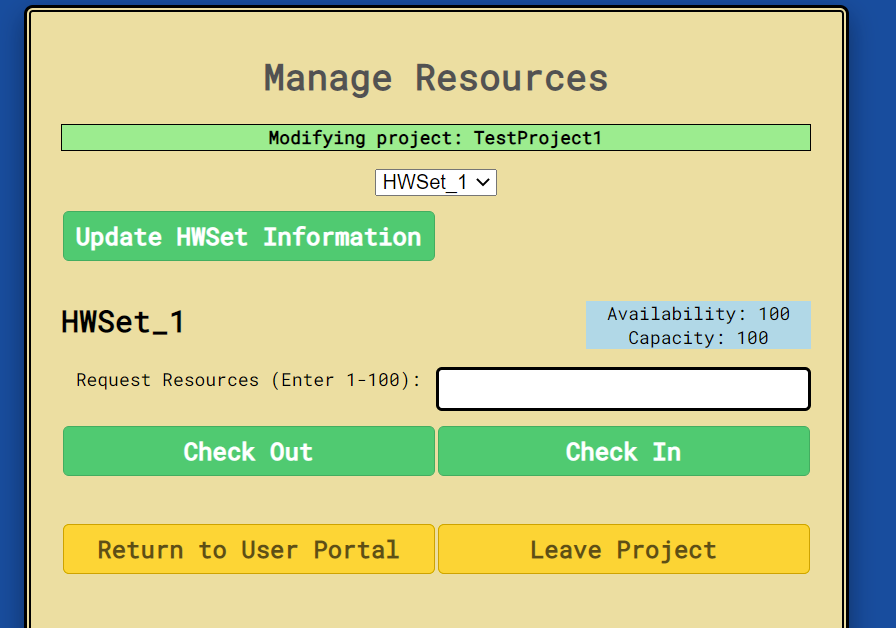 Manage Resources
Modifying project: TestProject1
HWSet_1
Update HWSet Information
HWSet_1
Availability: 100
Capacity: 100
Request Resources (Enter 1-100):
Check Out
Check In
Return to User Portal
Leave Project